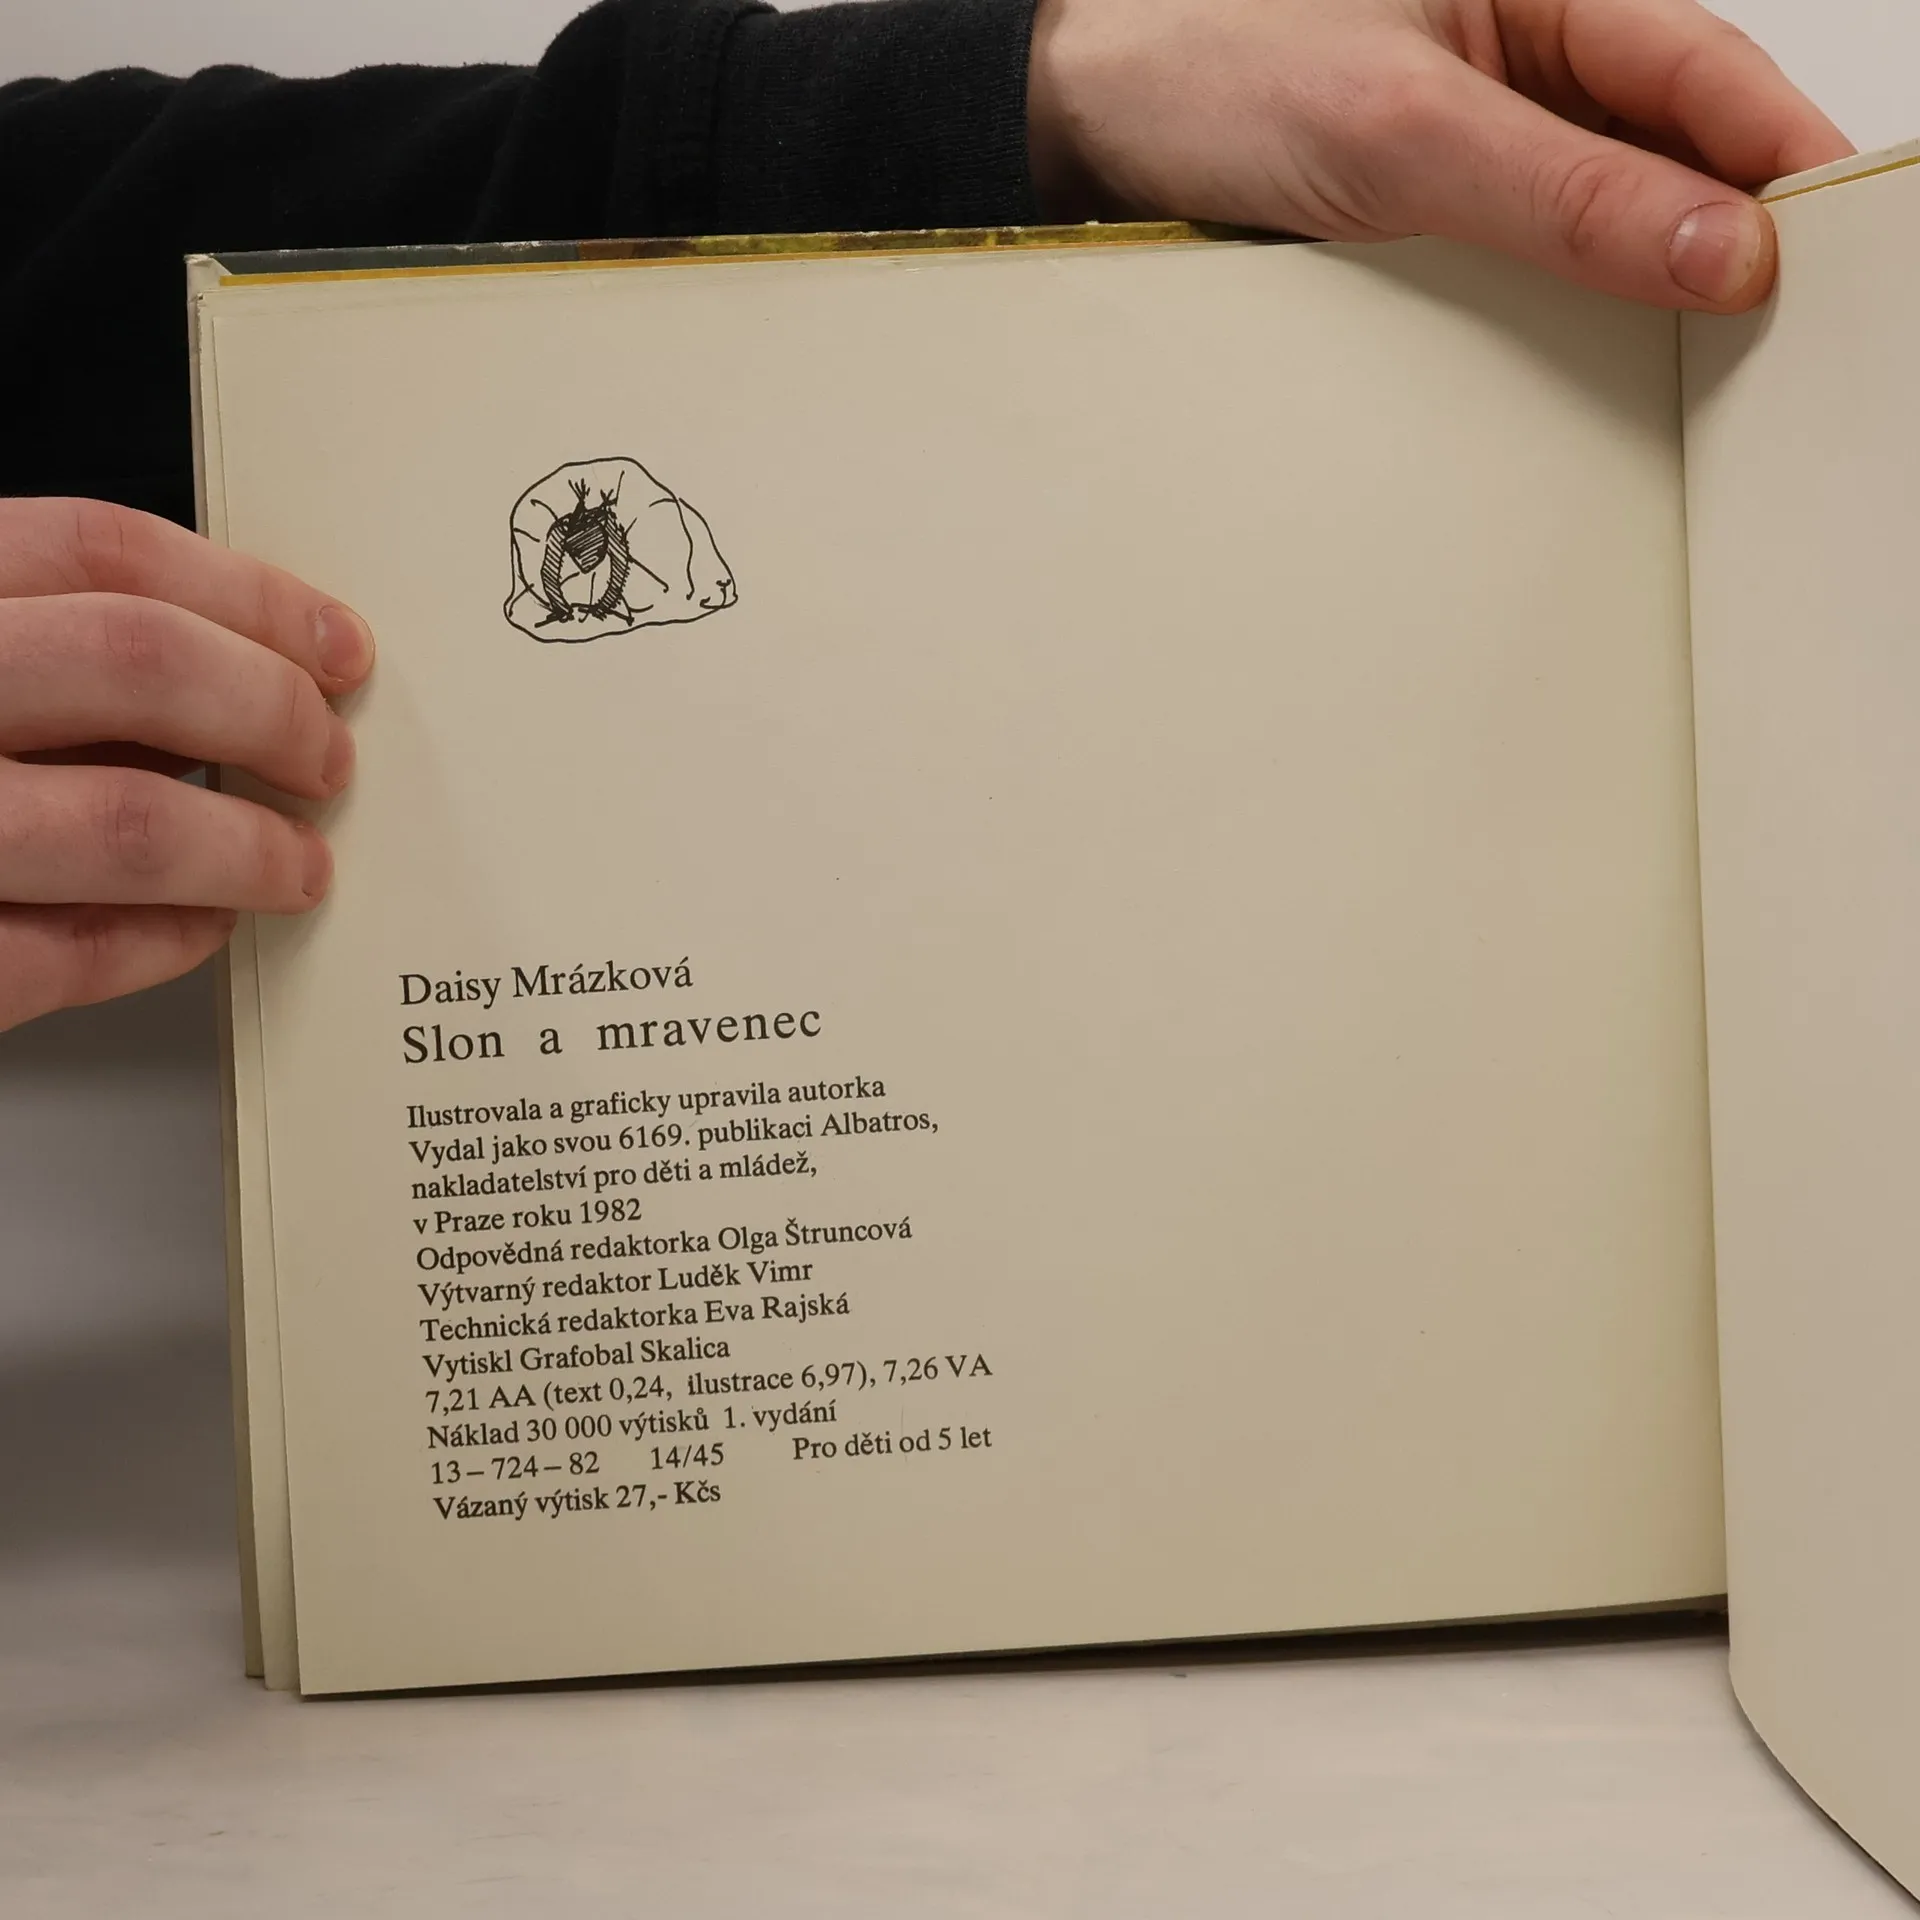 Daisy Mrázková
Slon a mravenec
Ilustrovala a graficky upravila autorka
Vydal jako svou 6169. publikaci Albatros,
nakladatelství pro děti a mládež,
v Praze roku 1982
Odpovědná redaktorka Olga Štruncová
Výtvarný redaktor Luděk Vimr
Technická redaktorka Eva Rajská
Vytiskl Grafobal Skalica
7,21 AA (text 0,24, ilustrace 6,97), 7,26 VA
Náklad 30 000 výtisků 1. vydání
13 – 724 – 82 14/45 Pro děti od 5 let
Vázaný výtisk 27,- Kčs